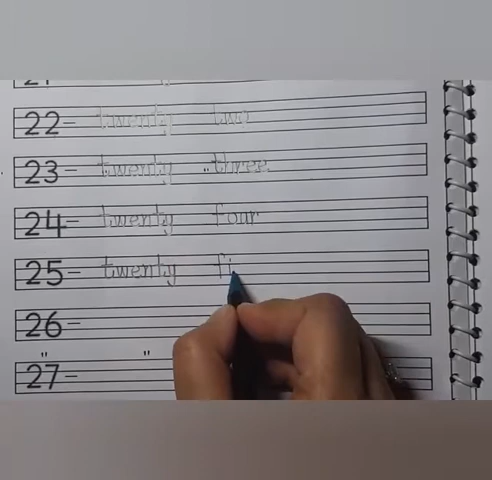 22- twenty two
23- twenty three
24- twenty four
25- twenty fi
26-
" "
27-